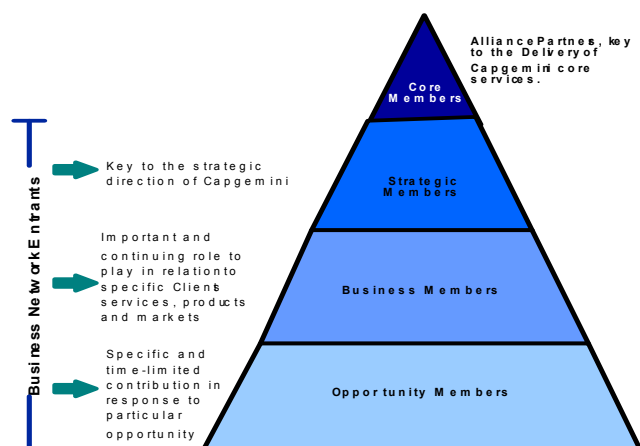 Alliance Partners, key
to the Delivery of
Capgemini core
services.
Core
Members
Key to the strategic
direction of Capgemini
Strategic
Members
Business Network Entrants
Important and
continuing role to
play in relation to
specific Client
services, products
and markets
Business Members
Specific and
time-limited
contribution in
response to
particular
opportunity
Opportunity Members